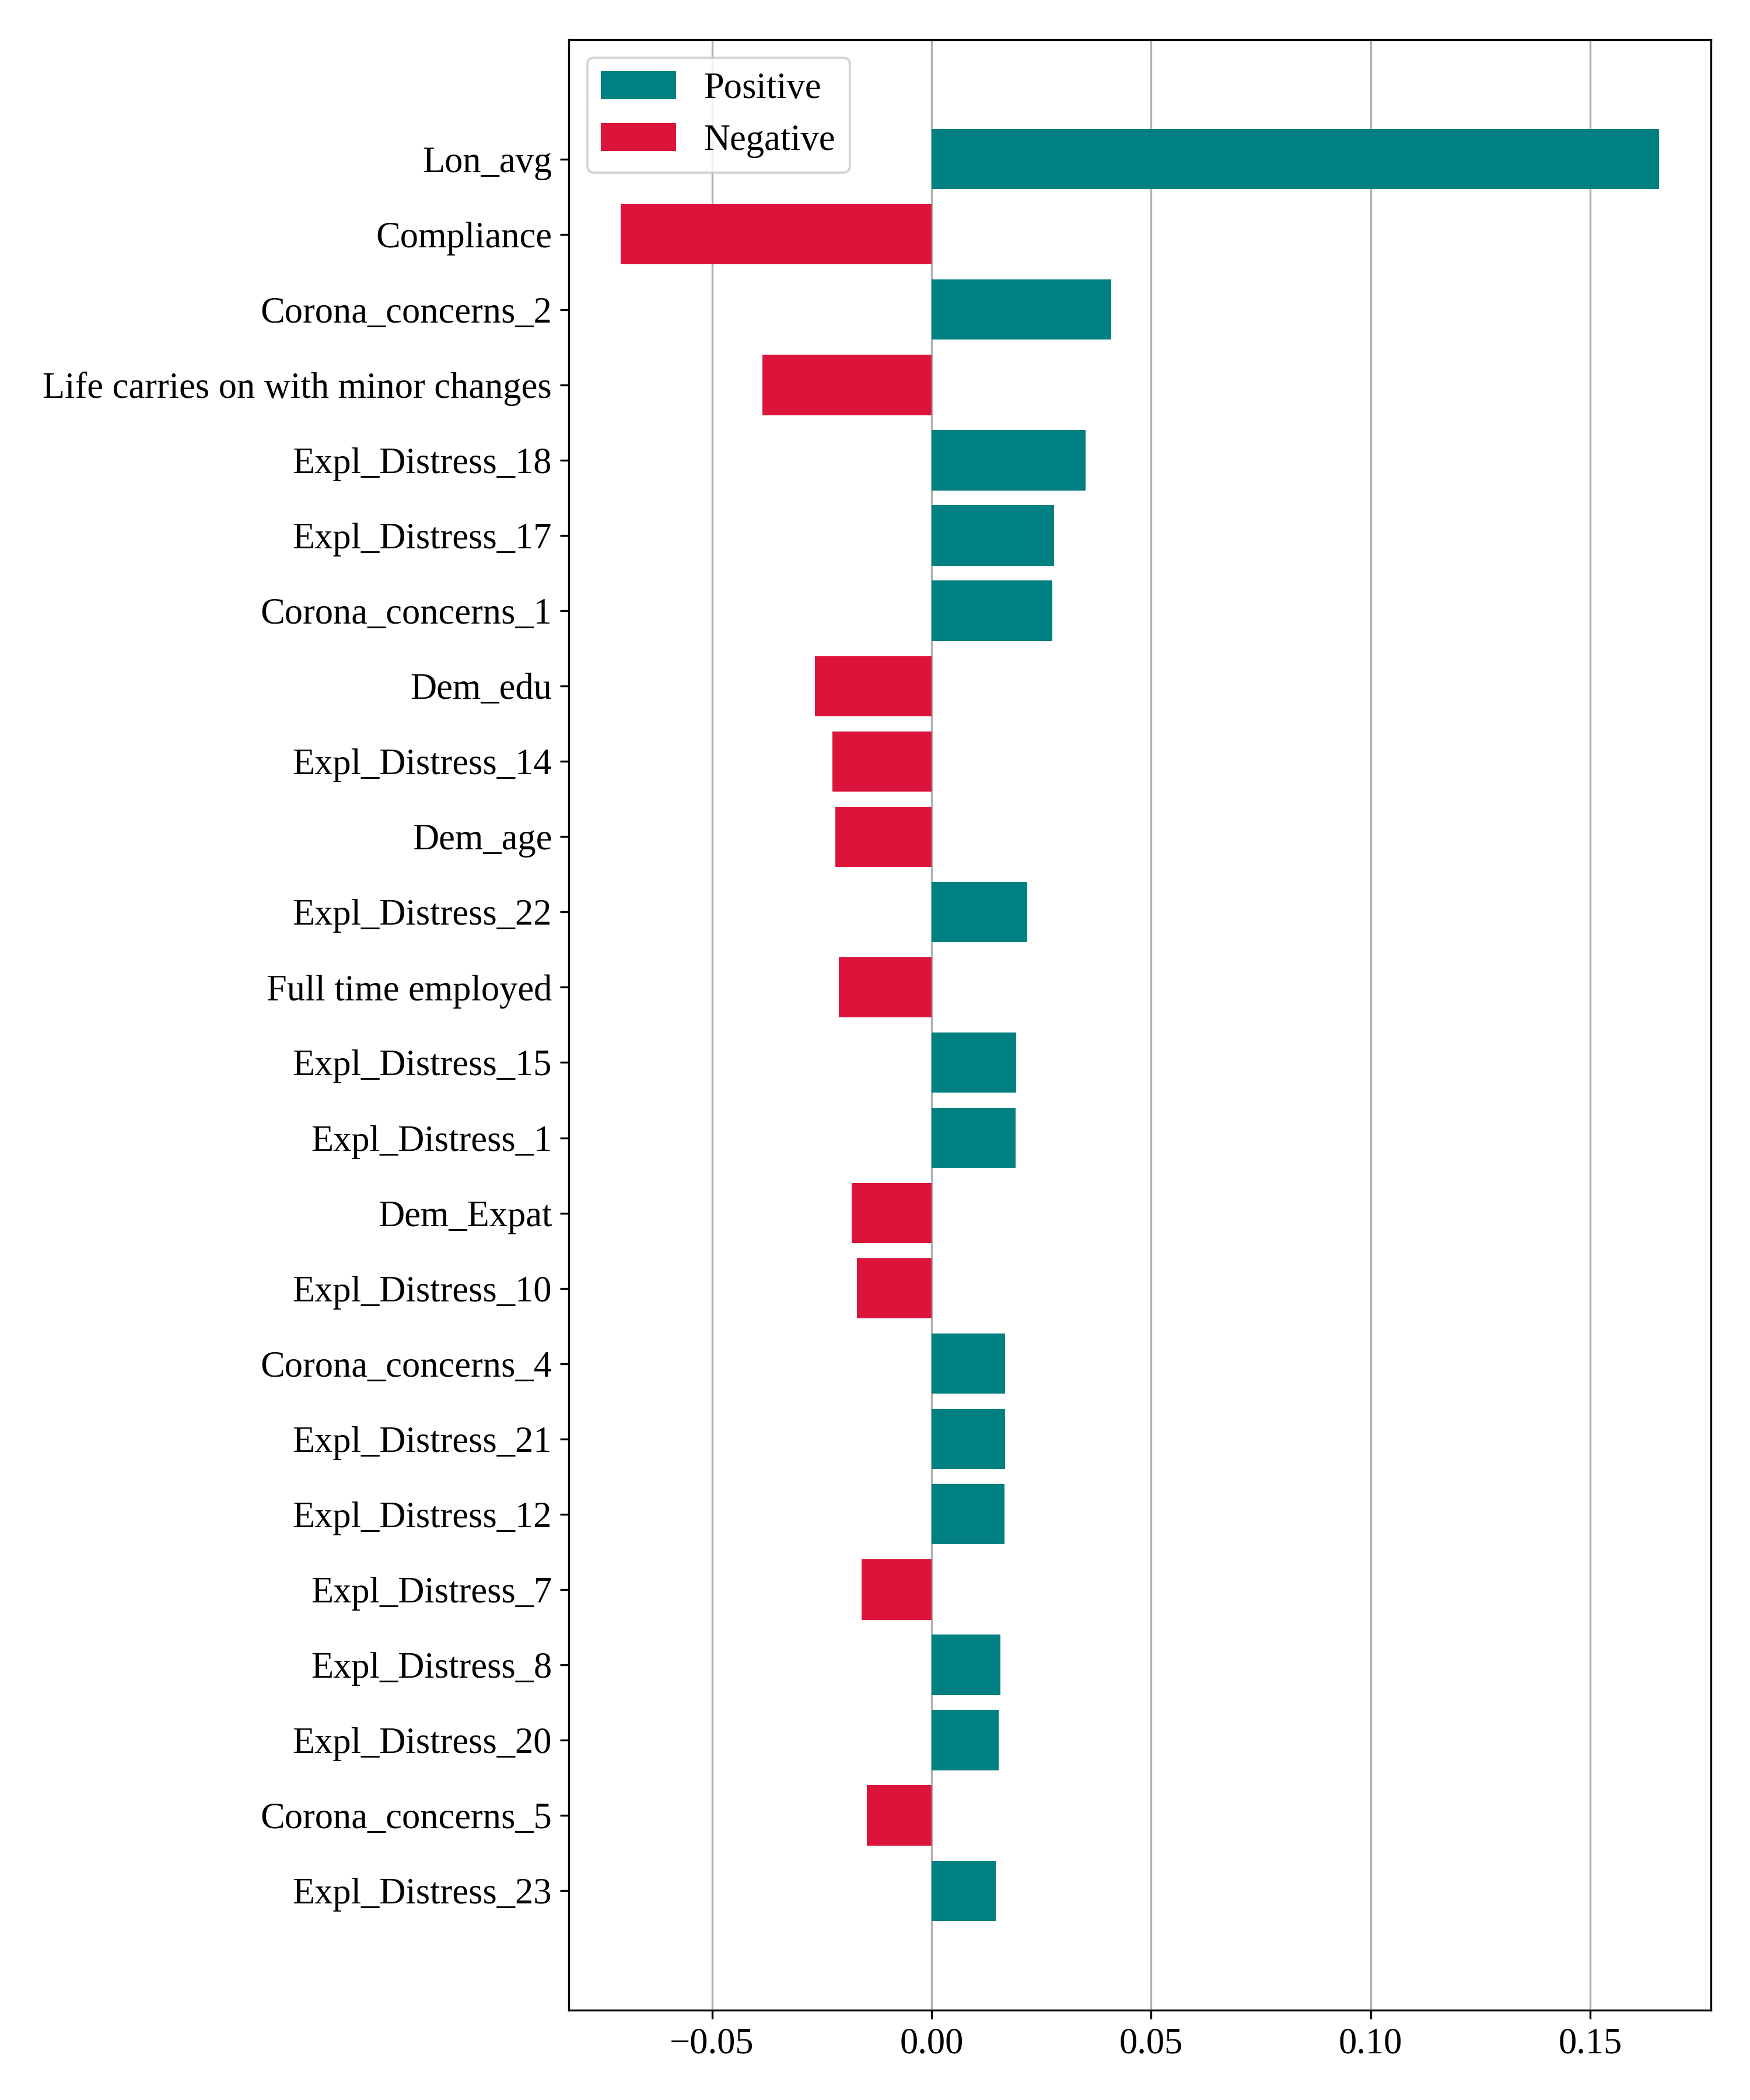 Positive
Negative
Lon_avg
Compliance
Corona_concerns_2
Life carries on with minor changes
Expl_Distress_18
Expl_Distress_17
Corona_concerns_1
Dem_edu
Expl_Distress_14
Dem_age
Expl_Distress_22
Full time employed
Expl_Distress_15
Expl_Distress_1
Dem_Expat
Expl_Distress_10
Corona_concerns_4
Expl_Distress_21
Expl_Distress_12
Expl_Distress_7
Expl_Distress_8
Expl_Distress_20
Corona_concerns_5
Expl_Distress_23
−0.05 0.00 0.05 0.10 0.15